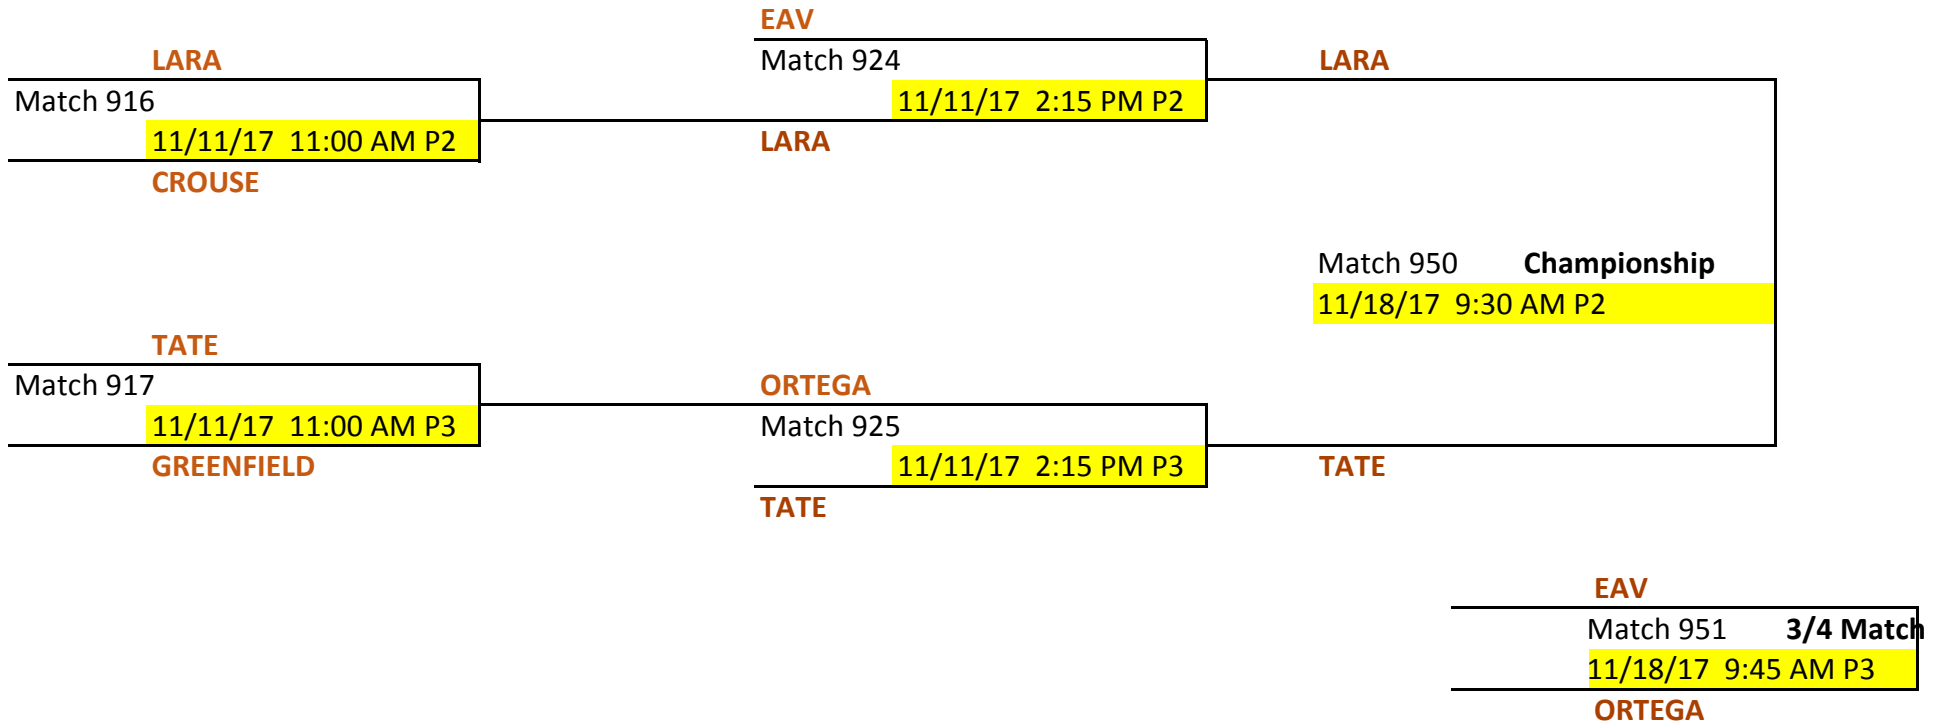 EAV
LARA
Match 924
LARA
Match 916
11/11/17 2:15 PM P2
11/11/17 11:00 AM P2
LARA
CROUSE
Match 950 Championship
11/18/17 9:30 AM P2
TATE
Match 917
ORTEGA
11/11/17 11:00 AM P3
Match 925
GREENFIELD
11/11/17 2:15 PM P3
TATE
TATE
EAV
Match 951 3/4 Match
11/18/17 9:45 AM P3
ORTEGA